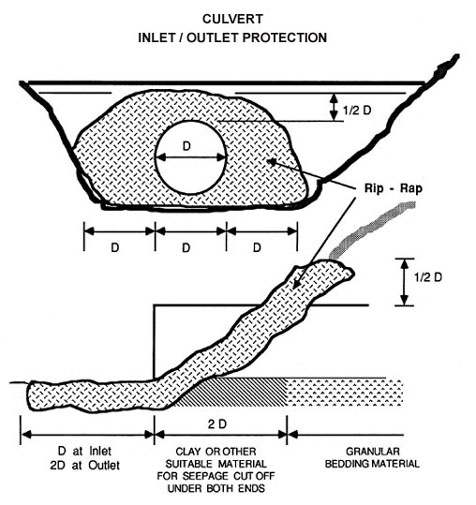 CULVERT
INLET / OUTLET PROTECTION
1/2 D
D
Rip - Rap
D
D
D
1/2 D
2 D
D at Inlet
2D at Outlet
CLAY OR OTHER
SUITABLE MATERIAL
FOR SEEPAGE CUT OFF
UNDER BOTH ENDS
GRANULAR
BEDDING MATERIAL